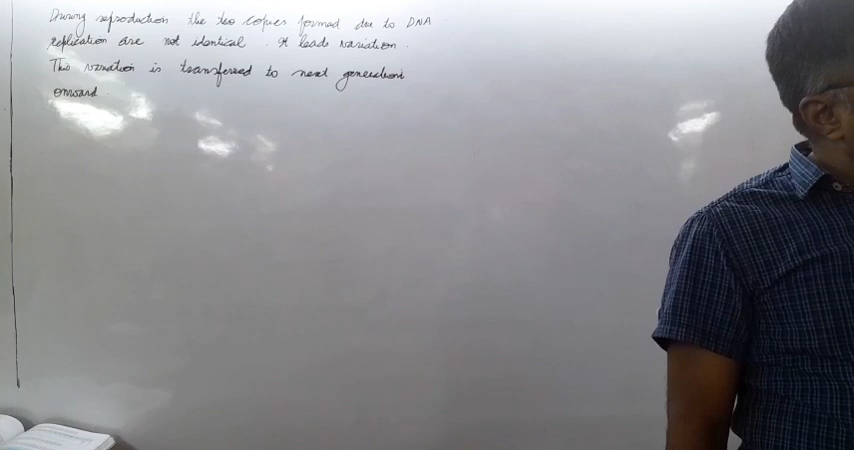 During reproduction the two copies formed due to DNA
replication are not identical . It leads variation .
This variation is transferred to next generation
onward .